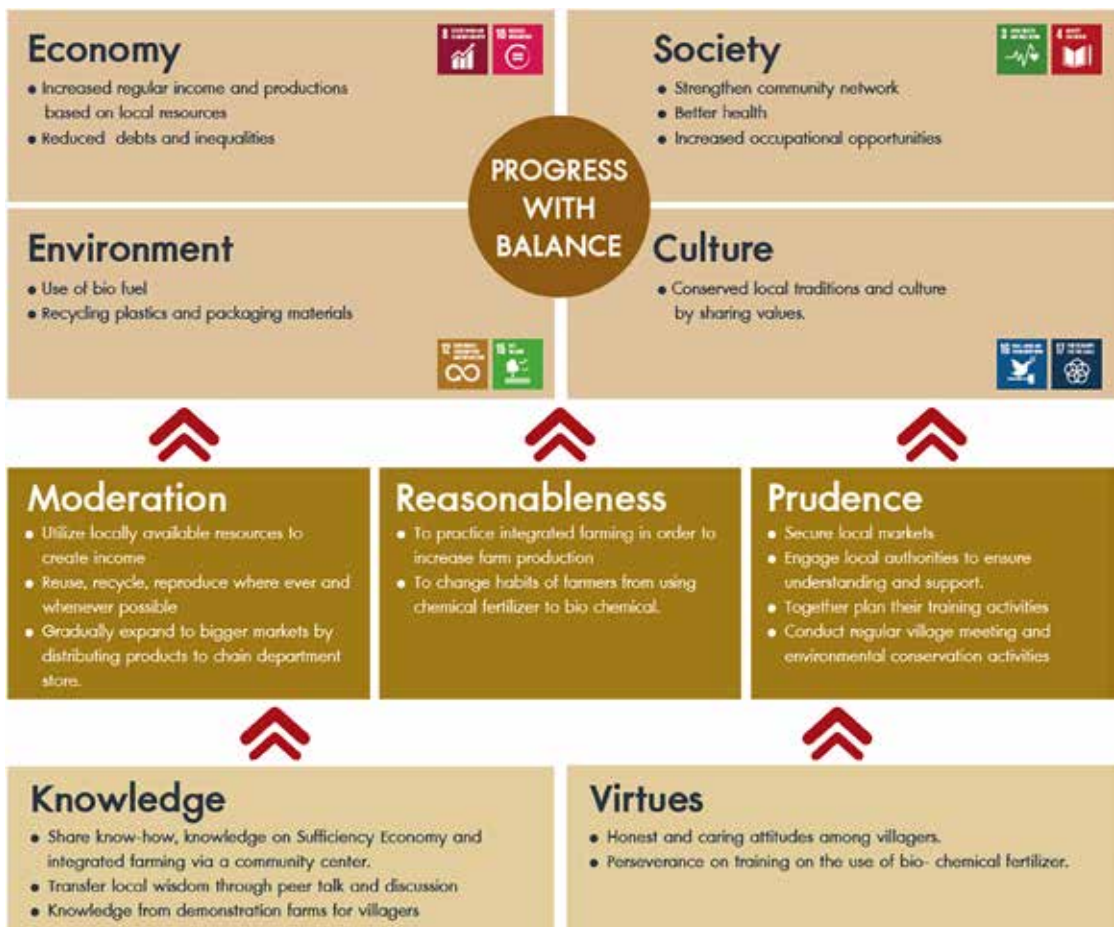 Economy
• Increased regular income and productions
based on local resources
• Reduced debts and inequalities
8
10
Society
• Strengthen community network
• Better health
• Increased occupational opportunities
3
4
PROGRESS
WITH
BALANCE
Environment
• Use of bio fuel
• Recycling plastics and packaging materials
12
15
Culture
• Conserved local traditions and culture
by sharing values.
16
17
Moderation
• Utilize locally available resources to
create income
• Reuse, recycle, reproduce where ever and
whenever possible
• Gradually expand to bigger markets by
distributing products to chain department
store.
Reasonableness
• To practice integrated farming in order to
increase farm production
• To change habits of farmers from using
chemical fertilizer to bio chemical.
Prudence
• Secure local markets
• Engage local authorities to ensure
understanding and support.
• Together plan their training activities
• Conduct regular village meeting and
environmental conservation activities
Knowledge
• Share know-how, knowledge on Sufficiency Economy and
integrated farming via a community center.
• Transfer local wisdom through peer talk and discussion
• Knowledge from demonstration farms for villagers
Virtues
• Honest and caring attitudes among villagers.
• Perseverance on training on the use of bio- chemical fertilizer.